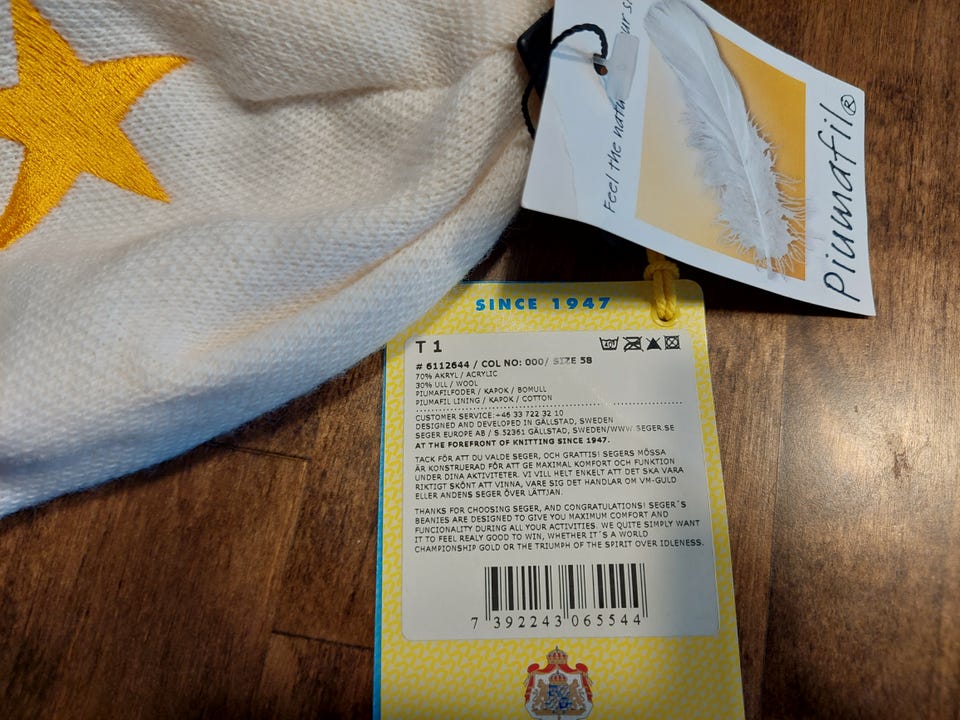 Feel the natu
ur s
Piumafil®
SINCE 1947
T 1
# 6112644 / COL NO: 000/ SIZE 58
70% AKRYL / ACRYLIC
30% ULL / WOOL
PIUMAFILFODER / KAPOK / BOMULL
PIUMAFIL LINING / KAPOK / COTTON
CUSTOMER SERVICE:+46 33 722 32 10
DESIGNED AND DEVELOPED IN GÄLLSTAD, SWEDEN
SEGER EUROPE AB / S.52361 GÄLLSTAD, SWEDEN/WWW.SEGER.SE
AT THE FOREFRONT OF KNITTING SINCE 1947.
TACK FÖR ATT DU VALDE SEGER, OCH GRATTIS! SEGERS MÖSSA
ÄR KONSTRUERAD FÖR ATT GE MAXIMAL KOMFORT OCH FUNKTION
UNDER DINA AKTIVITETER. VI VILL HELT ENKELT ATT DET SKA VARA
RIKTIGT SKÖNT ATT VINNA, VARE SIG DET HANDLAR OM VM-GULD
ELLER ANDENS SEGER ÖVER LÄTTJAN.
THANKS FOR CHOOSING SEGER, AND CONGRATULATIONS! SEGER´S
BEANIES ARE DESIGNED TO GIVE YOU MAXIMUM COMFORT AND
FUNCIONALITY DURING ALL YOUR ACTIVITIES. WE QUITE SIMPLY WANT
IT TO FEEL REALY GOOD TO WIN, WHETHER IT´S A WORLD
CHAMPIONSHIP GOLD OR THE TRIUMPH OF THE SPIRIT OVER IDLENESS.
7 392243 065544